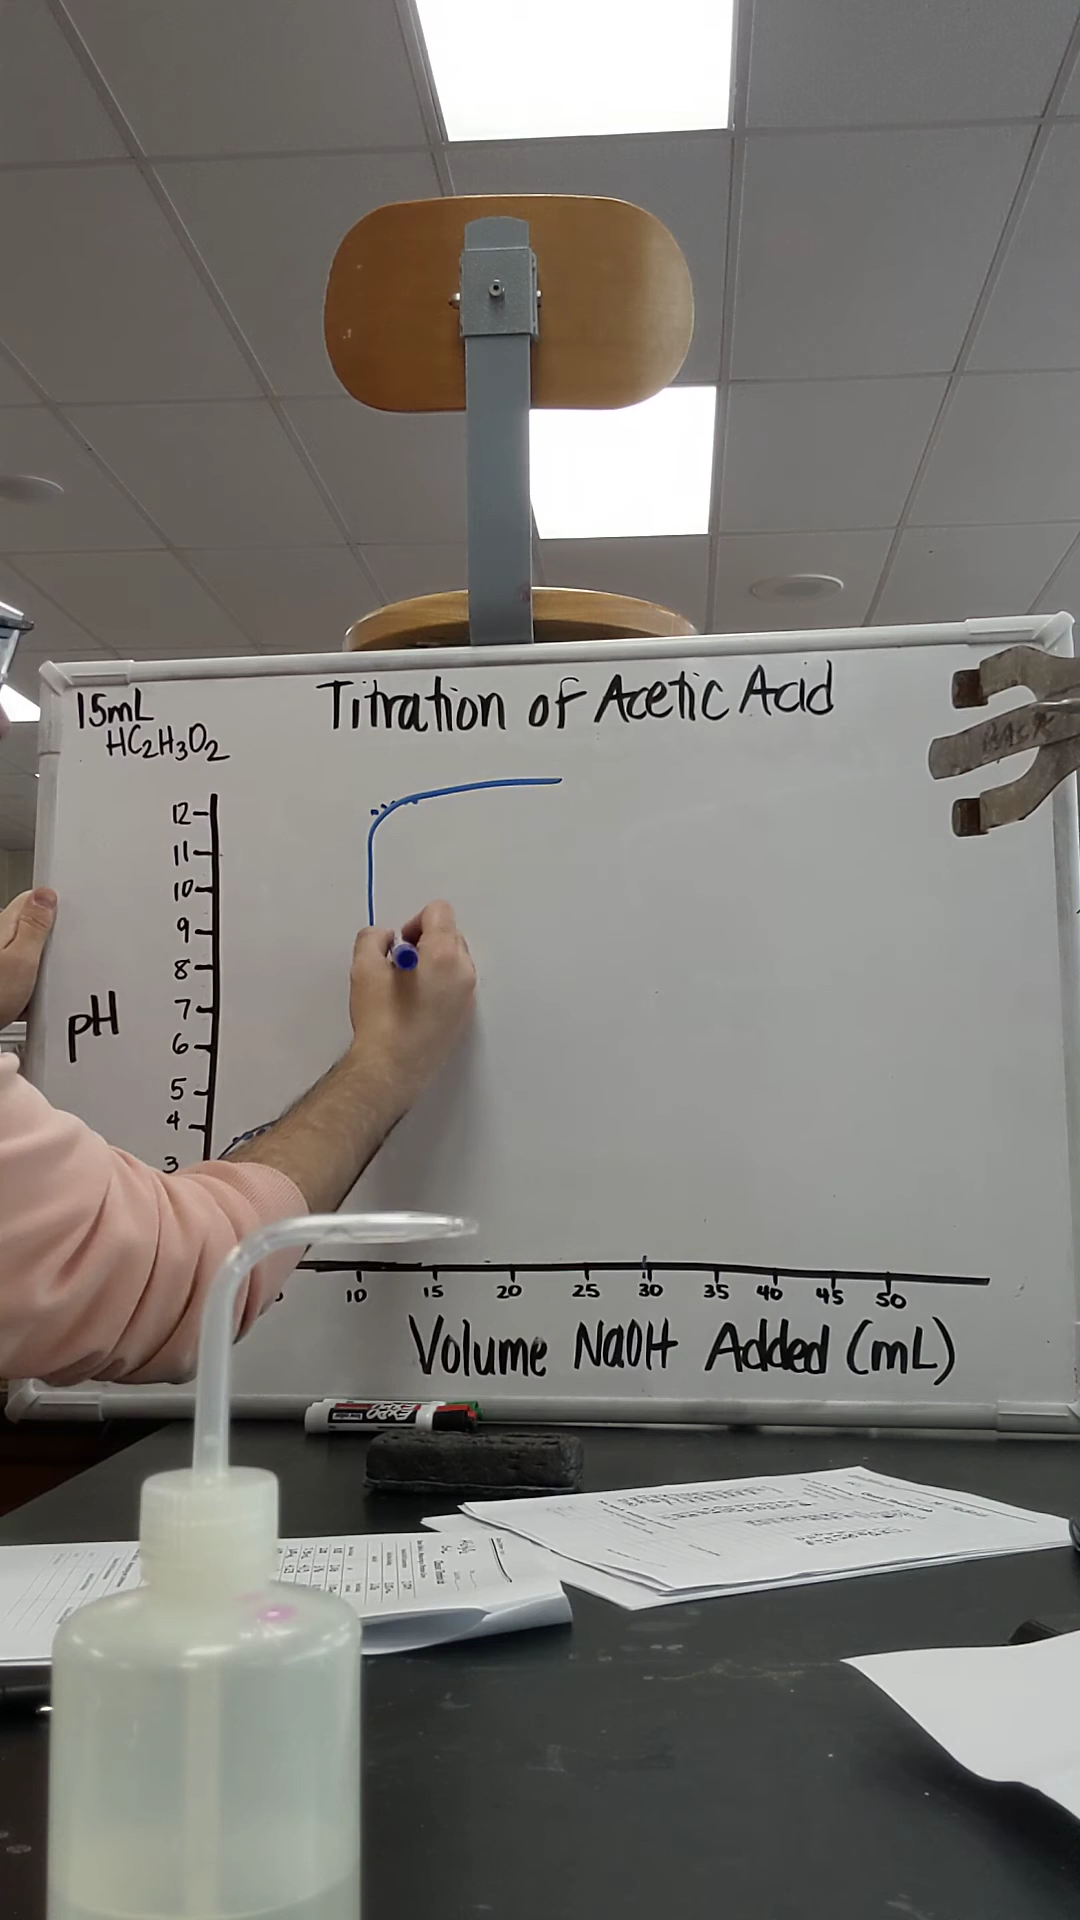 15mL
HC₂H₃O₂
Titration of Acetic Acid
12
11
10
9
8
7
6
5
4
3
pH
10 15 20 25 30 35 40 45 50
Volume NaOH Added (mL)
EXPO